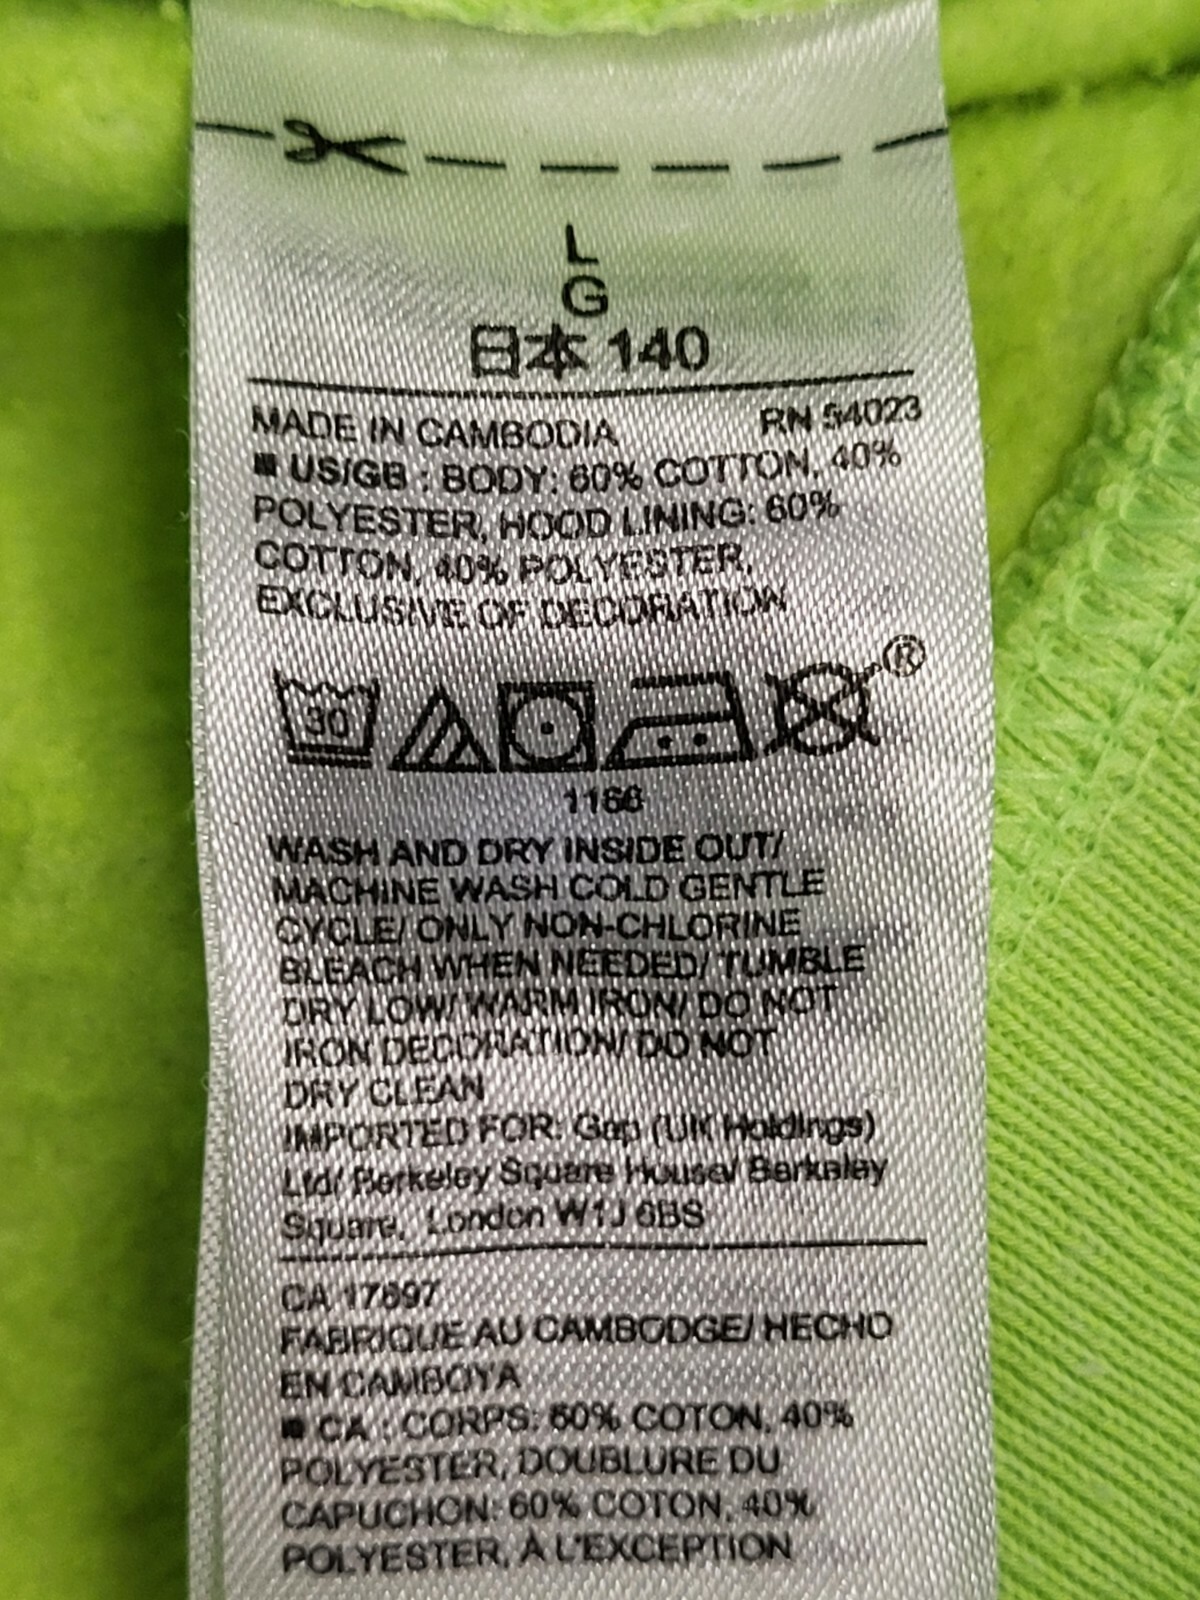 L
G
日本 140
MADE IN CAMBODIA RN 54023
■ US/GB : BODY: 60% COTTON, 40%
POLYESTER, HOOD LINING: 60%
COTTON, 40% POLYESTER,
EXCLUSIVE OF DECORATION
30 ®
1166
WASH AND DRY INSIDE OUT/
MACHINE WASH COLD GENTLE
CYCLE/ ONLY NON-CHLORINE
BLEACH WHEN NEEDED/ TUMBLE
DRY LOW/ WARM IRON/ DO NOT
IRON DECORATION/ DO NOT
DRY CLEAN
IMPORTED FOR: Gap (UK Holdings)
Ltd/ Berkeley Square House/ Berkeley
Square, London W1J 6BS
CA 17897
FABRIQUE AU CAMBODGE/ HECHO
EN CAMBOYA
■ CA : CORPS: 60% COTON, 40%
POLYESTER, DOUBLURE DU
CAPUCHON: 60% COTON, 40%
POLYESTER, À L'EXCEPTION